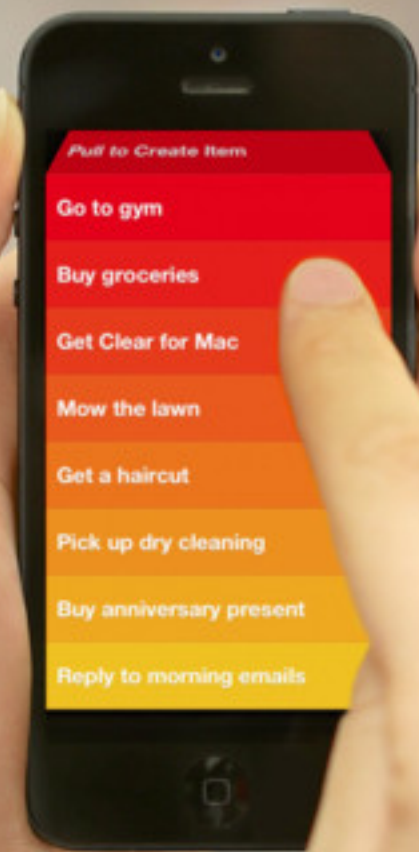 Pull to Create Item
Go to gym
Buy groceries
Get Clear for Mac
Mow the lawn
Get a haircut
Pick up dry cleaning
Buy anniversary present
Reply to morning emails